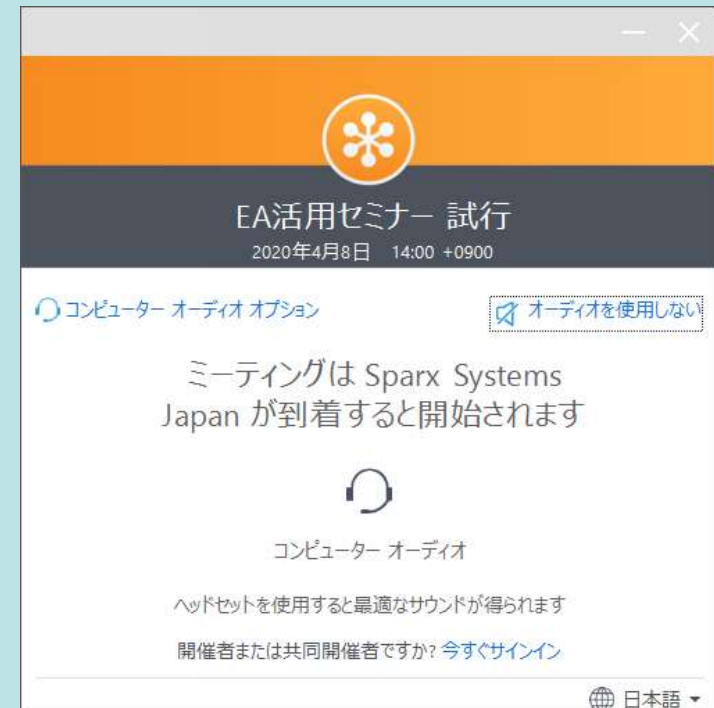 EA活用セミナー 試行
2020年4月8日 14:00 +0900
コンピューター オーディオ オプション
オーディオを使用しない
ミーティングは Sparx Systems
Japan が到着すると開始されます
コンピューター オーディオ
ヘッドセットを使用すると最適なサウンドが得られます
開催者または共同開催者ですか? 今すぐサインイン
日本語